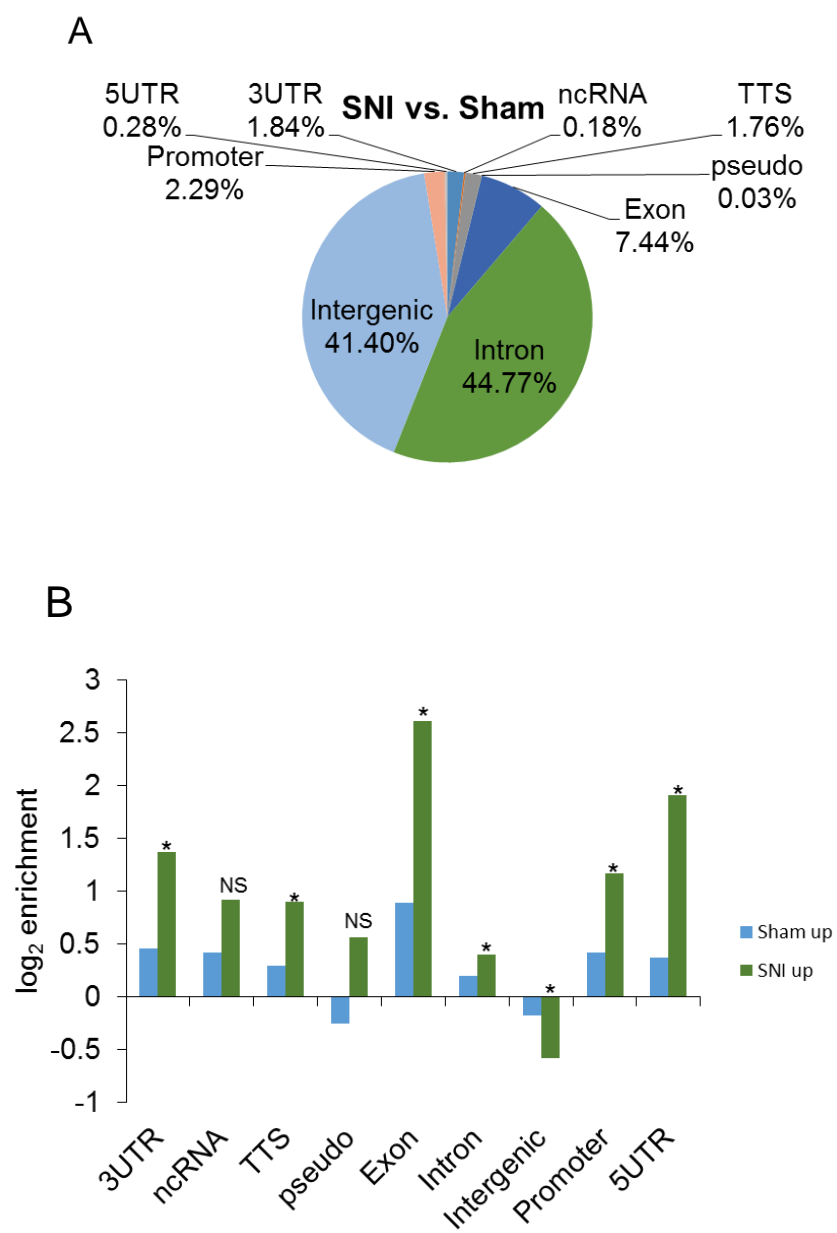 A
SNI vs. Sham
5UTR
0.28%
3UTR
1.84%
ncRNA
0.18%
TTS
1.76%
Promoter
2.29%
pseudo
0.03%
Exon
7.44%
Intergenic
41.40%
Intron
44.77%
B
log2 enrichment
3
2.5
2
1.5
1
0.5
0
-0.5
-1
*
NS
*
NS
*
*
*
*
*
Sham up
SNI up
3UTR
ncRNA
TTS
pseudo
Exon
Intron
Intergenic
Promoter
5UTR